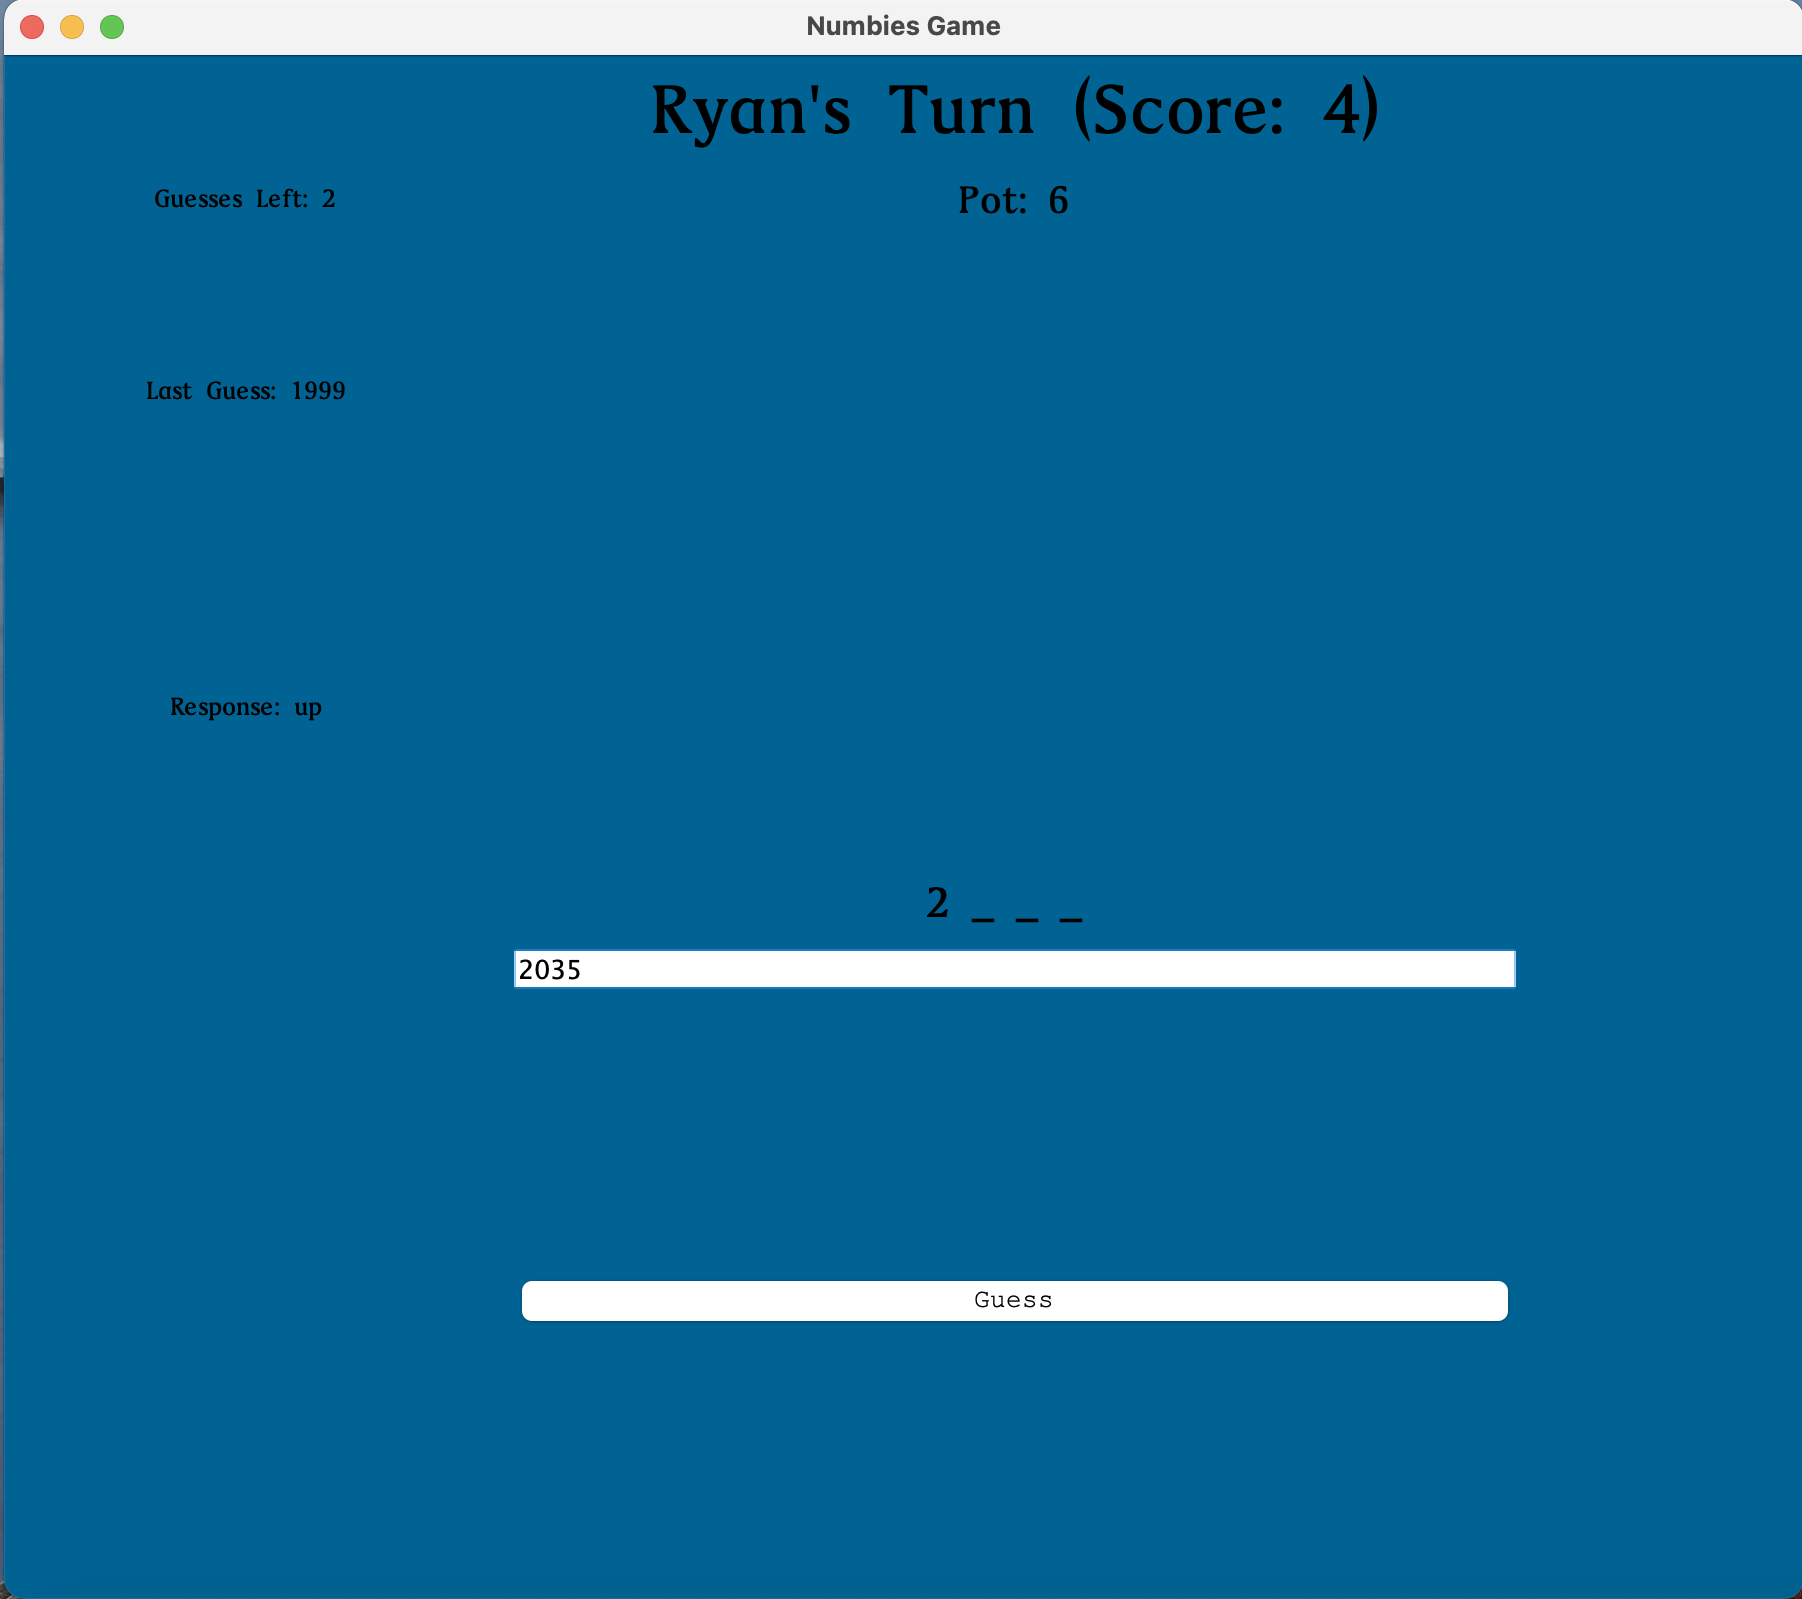 Numbies Game
Ryan's Turn (Score: 4)
Guesses Left: 2
Pot: 6
Last Guess: 1999
Response: up
2 _ _ _
2035
Guess